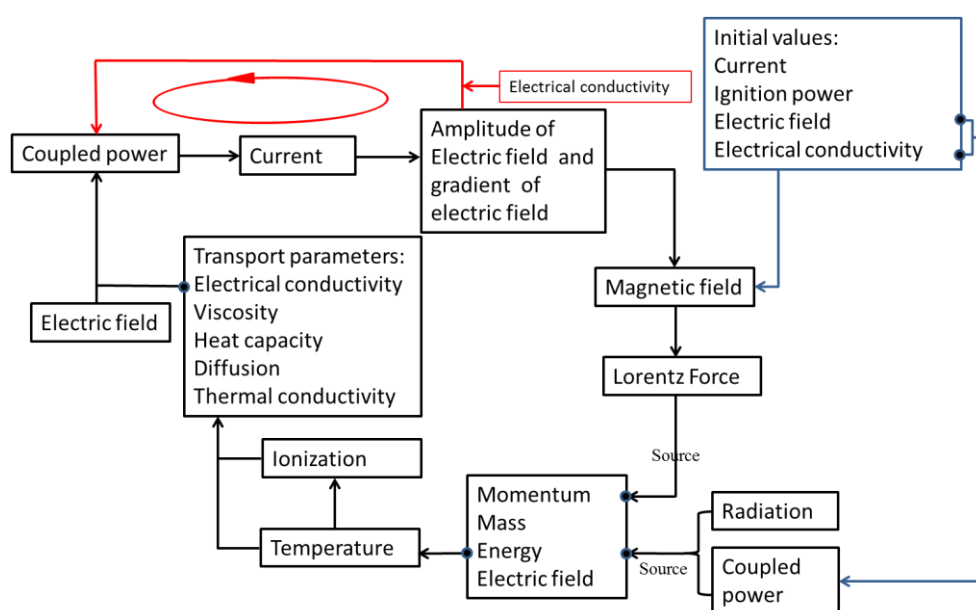 Initial values:
Current
Ignition power
Electric field
Electrical conductivity
Electrical conductivity
Coupled power
Current
Amplitude of
Electric field and
gradient of
electric field
Transport parameters:
Electrical conductivity
Viscosity
Heat capacity
Diffusion
Thermal conductivity
Electric field
Magnetic field
Lorentz Force
Source
Ionization
Temperature
Momentum
Mass
Energy
Electric field
Source
Radiation
Coupled
power